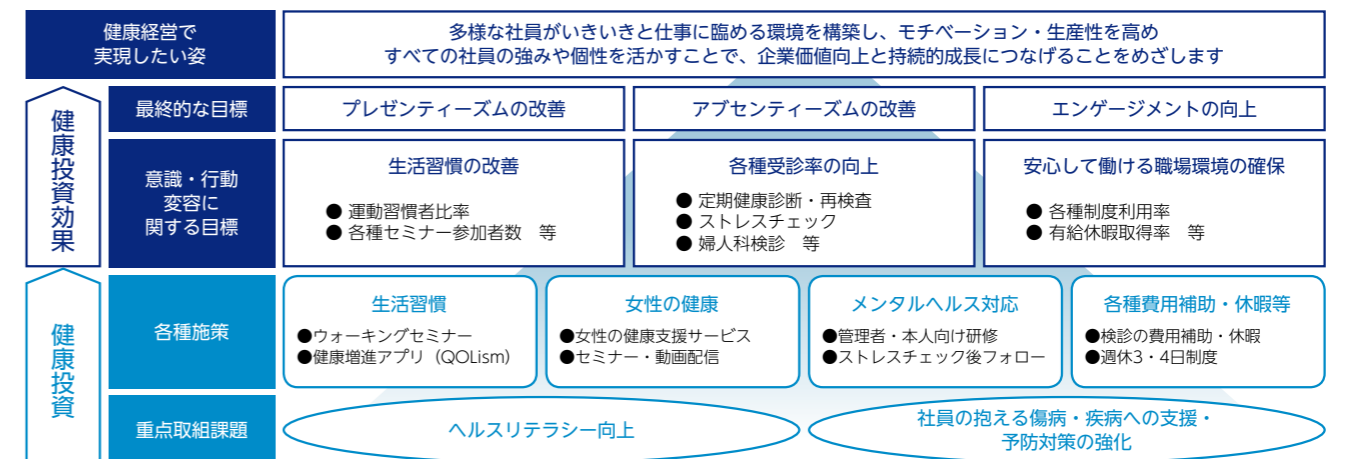 健康経営で
実現したい姿
多様な社員がいきいきと仕事に臨める環境を構築し、モチベーション・生産性を高め
すべての社員の強みや個性を活かすことで、企業価値向上と持続的成長につなげることをめざします
健康投資効果
最終的な目標
プレゼンティーズムの改善
アブセンティーズムの改善
エンゲージメントの向上
意識・行動
変容に
関する目標
生活習慣の改善
● 運動習慣者比率
● 各種セミナー参加者数　等
各種受診率の向上
● 定期健康診断・再検査
● ストレスチェック
● 婦人科検診　等
安心して働ける職場環境の確保
● 各種制度利用率
● 有給休暇取得率　等
健康投資
各種施策
生活習慣
●ウォーキングセミナー
●健康増進アプリ（QOLism）
女性の健康
●女性の健康支援サービス
●セミナー・動画配信
メンタルヘルス対応
●管理者・本人向け研修
●ストレスチェック後フォロー
各種費用補助・休暇等
●検診の費用補助・休暇
●週休3・4日制度
重点取組課題
ヘルスリテラシー向上
社員の抱える傷病・疾病への支援・
予防対策の強化